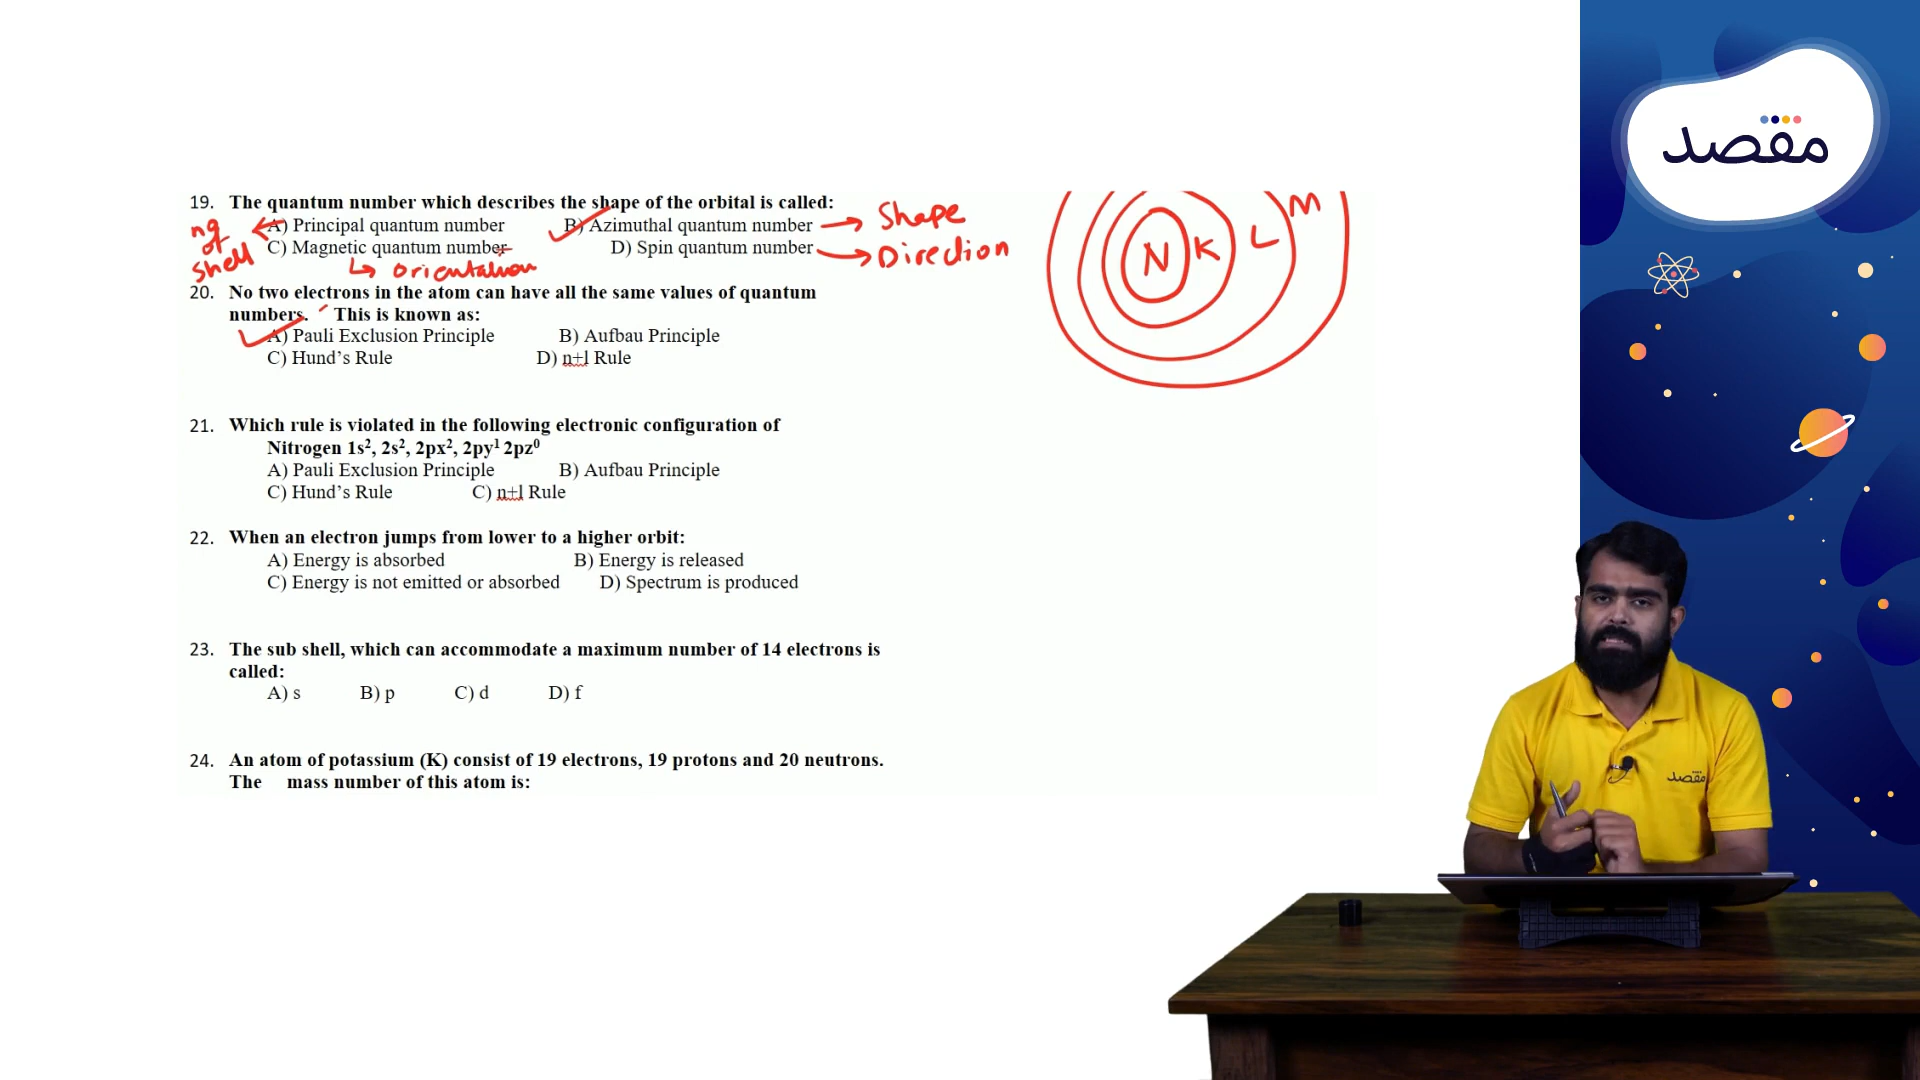 مقصد
19. The quantum number which describes the shape of the orbital is called:
A) Principal quantum number B) Azimuthal quantum number → Shape
C) Magnetic quantum number D) Spin quantum number → Direction
no of shell
↳ orientation
N K L M
20. No two electrons in the atom can have all the same values of quantum
numbers. This is known as:
A) Pauli Exclusion Principle B) Aufbau Principle
C) Hund's Rule D) n+l Rule
21. Which rule is violated in the following electronic configuration of
Nitrogen 1s², 2s², 2px², 2py¹ 2pz⁰
A) Pauli Exclusion Principle B) Aufbau Principle
C) Hund's Rule C) n+l Rule
22. When an electron jumps from lower to a higher orbit:
A) Energy is absorbed B) Energy is released
C) Energy is not emitted or absorbed D) Spectrum is produced
23. The sub shell, which can accommodate a maximum number of 14 electrons is
called:
A) s B) p C) d D) f
24. An atom of potassium (K) consist of 19 electrons, 19 protons and 20 neutrons.
The mass number of this atom is:
مقصد